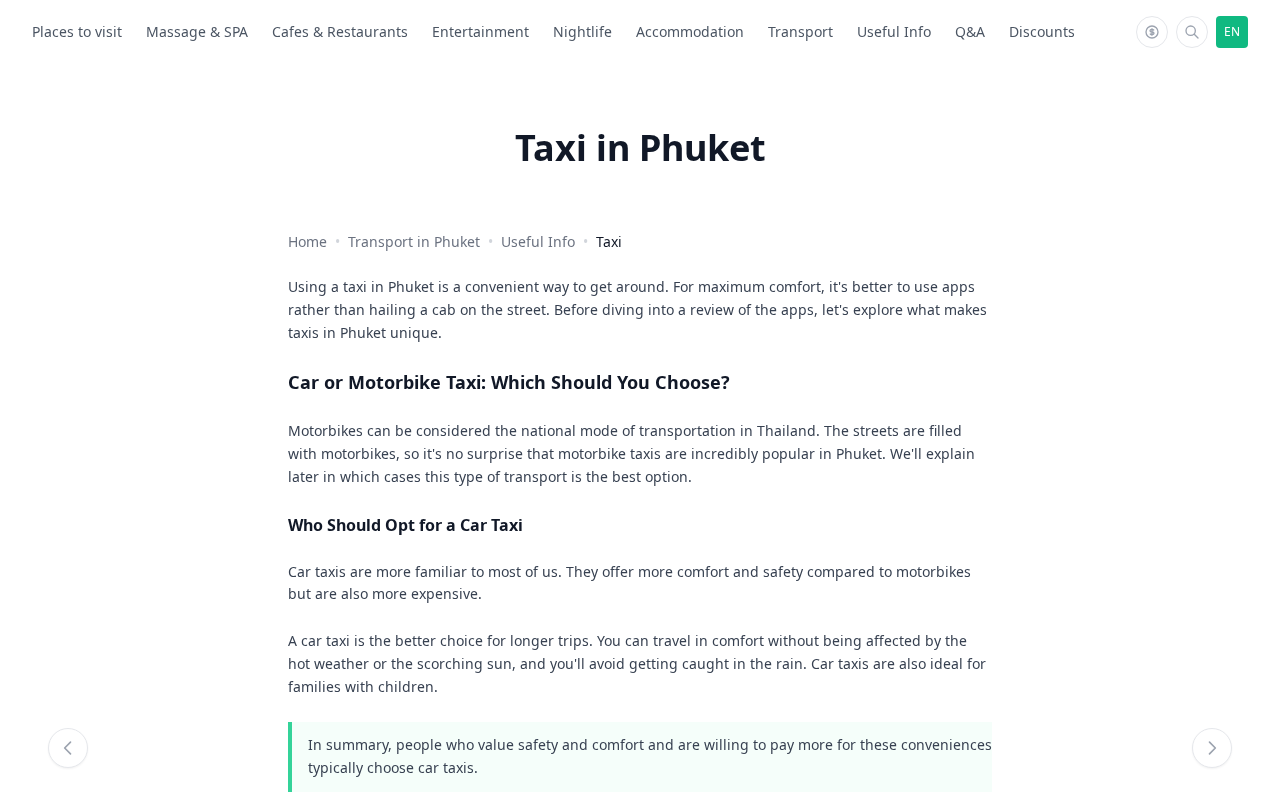 Places to visit Massage & SPA Cafes & Restaurants Entertainment Nightlife Accommodation Transport Useful Info Q&A Discounts EN
Taxi in Phuket
Home • Transport in Phuket • Useful Info • Taxi
Using a taxi in Phuket is a convenient way to get around. For maximum comfort, it's better to use apps
rather than hailing a cab on the street. Before diving into a review of the apps, let's explore what makes
taxis in Phuket unique.
Car or Motorbike Taxi: Which Should You Choose?
Motorbikes can be considered the national mode of transportation in Thailand. The streets are filled
with motorbikes, so it's no surprise that motorbike taxis are incredibly popular in Phuket. We'll explain
later in which cases this type of transport is the best option.
Who Should Opt for a Car Taxi
Car taxis are more familiar to most of us. They offer more comfort and safety compared to motorbikes
but are also more expensive.
A car taxi is the better choice for longer trips. You can travel in comfort without being affected by the
hot weather or the scorching sun, and you'll avoid getting caught in the rain. Car taxis are also ideal for
families with children.
In summary, people who value safety and comfort and are willing to pay more for these conveniences
typically choose car taxis.